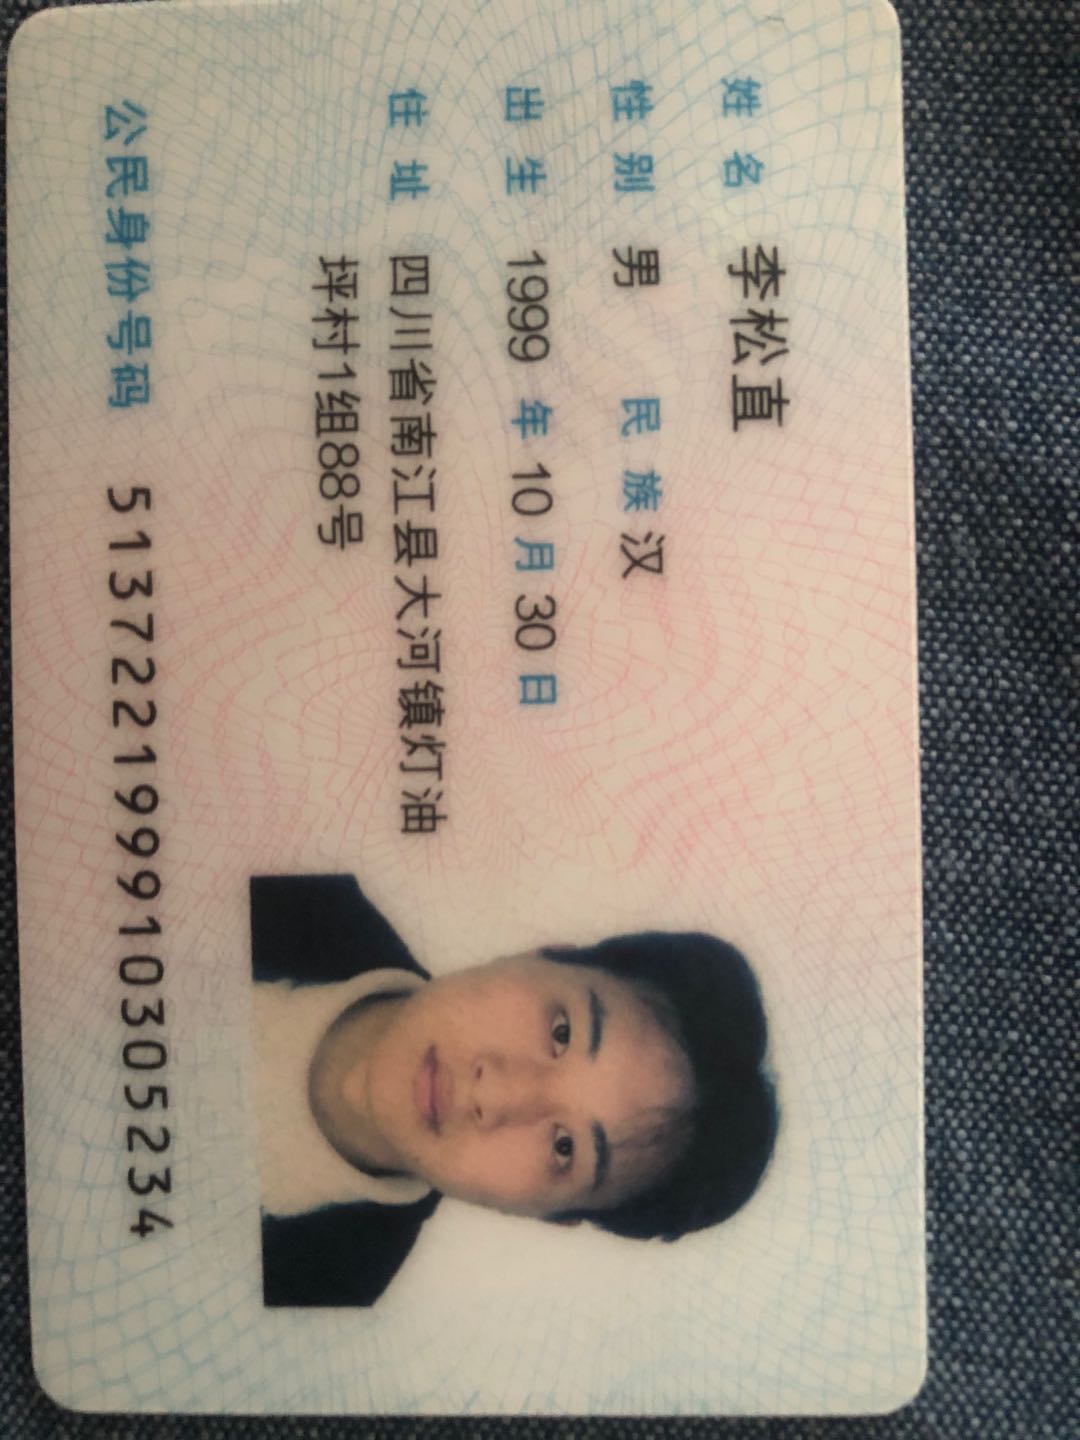 姓名 李松直
性别 男 民族 汉
出生 1999 年 10 月 30 日
住址 四川省南江县大河镇灯油
坪村1组88号
公民身份号码 513722199910305234